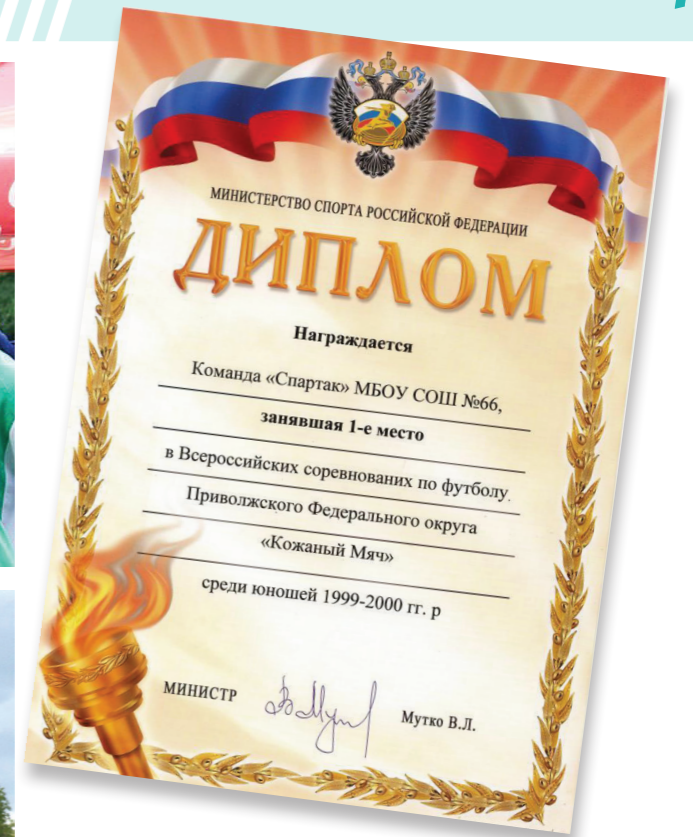 МИНИСТЕРСТВО СПОРТА РОССИЙСКОЙ ФЕДЕРАЦИИ
ДИПЛОМ
Награждается
Команда «Спартак» МБОУ СОШ №66,
занявшая 1-е место
в Всероссийских соревнованих по футболу
Приволжского Федерального округа
«Кожаный Мяч»
среди юношей 1999-2000 гг. р
МИНИСТР Мутко В.Л.